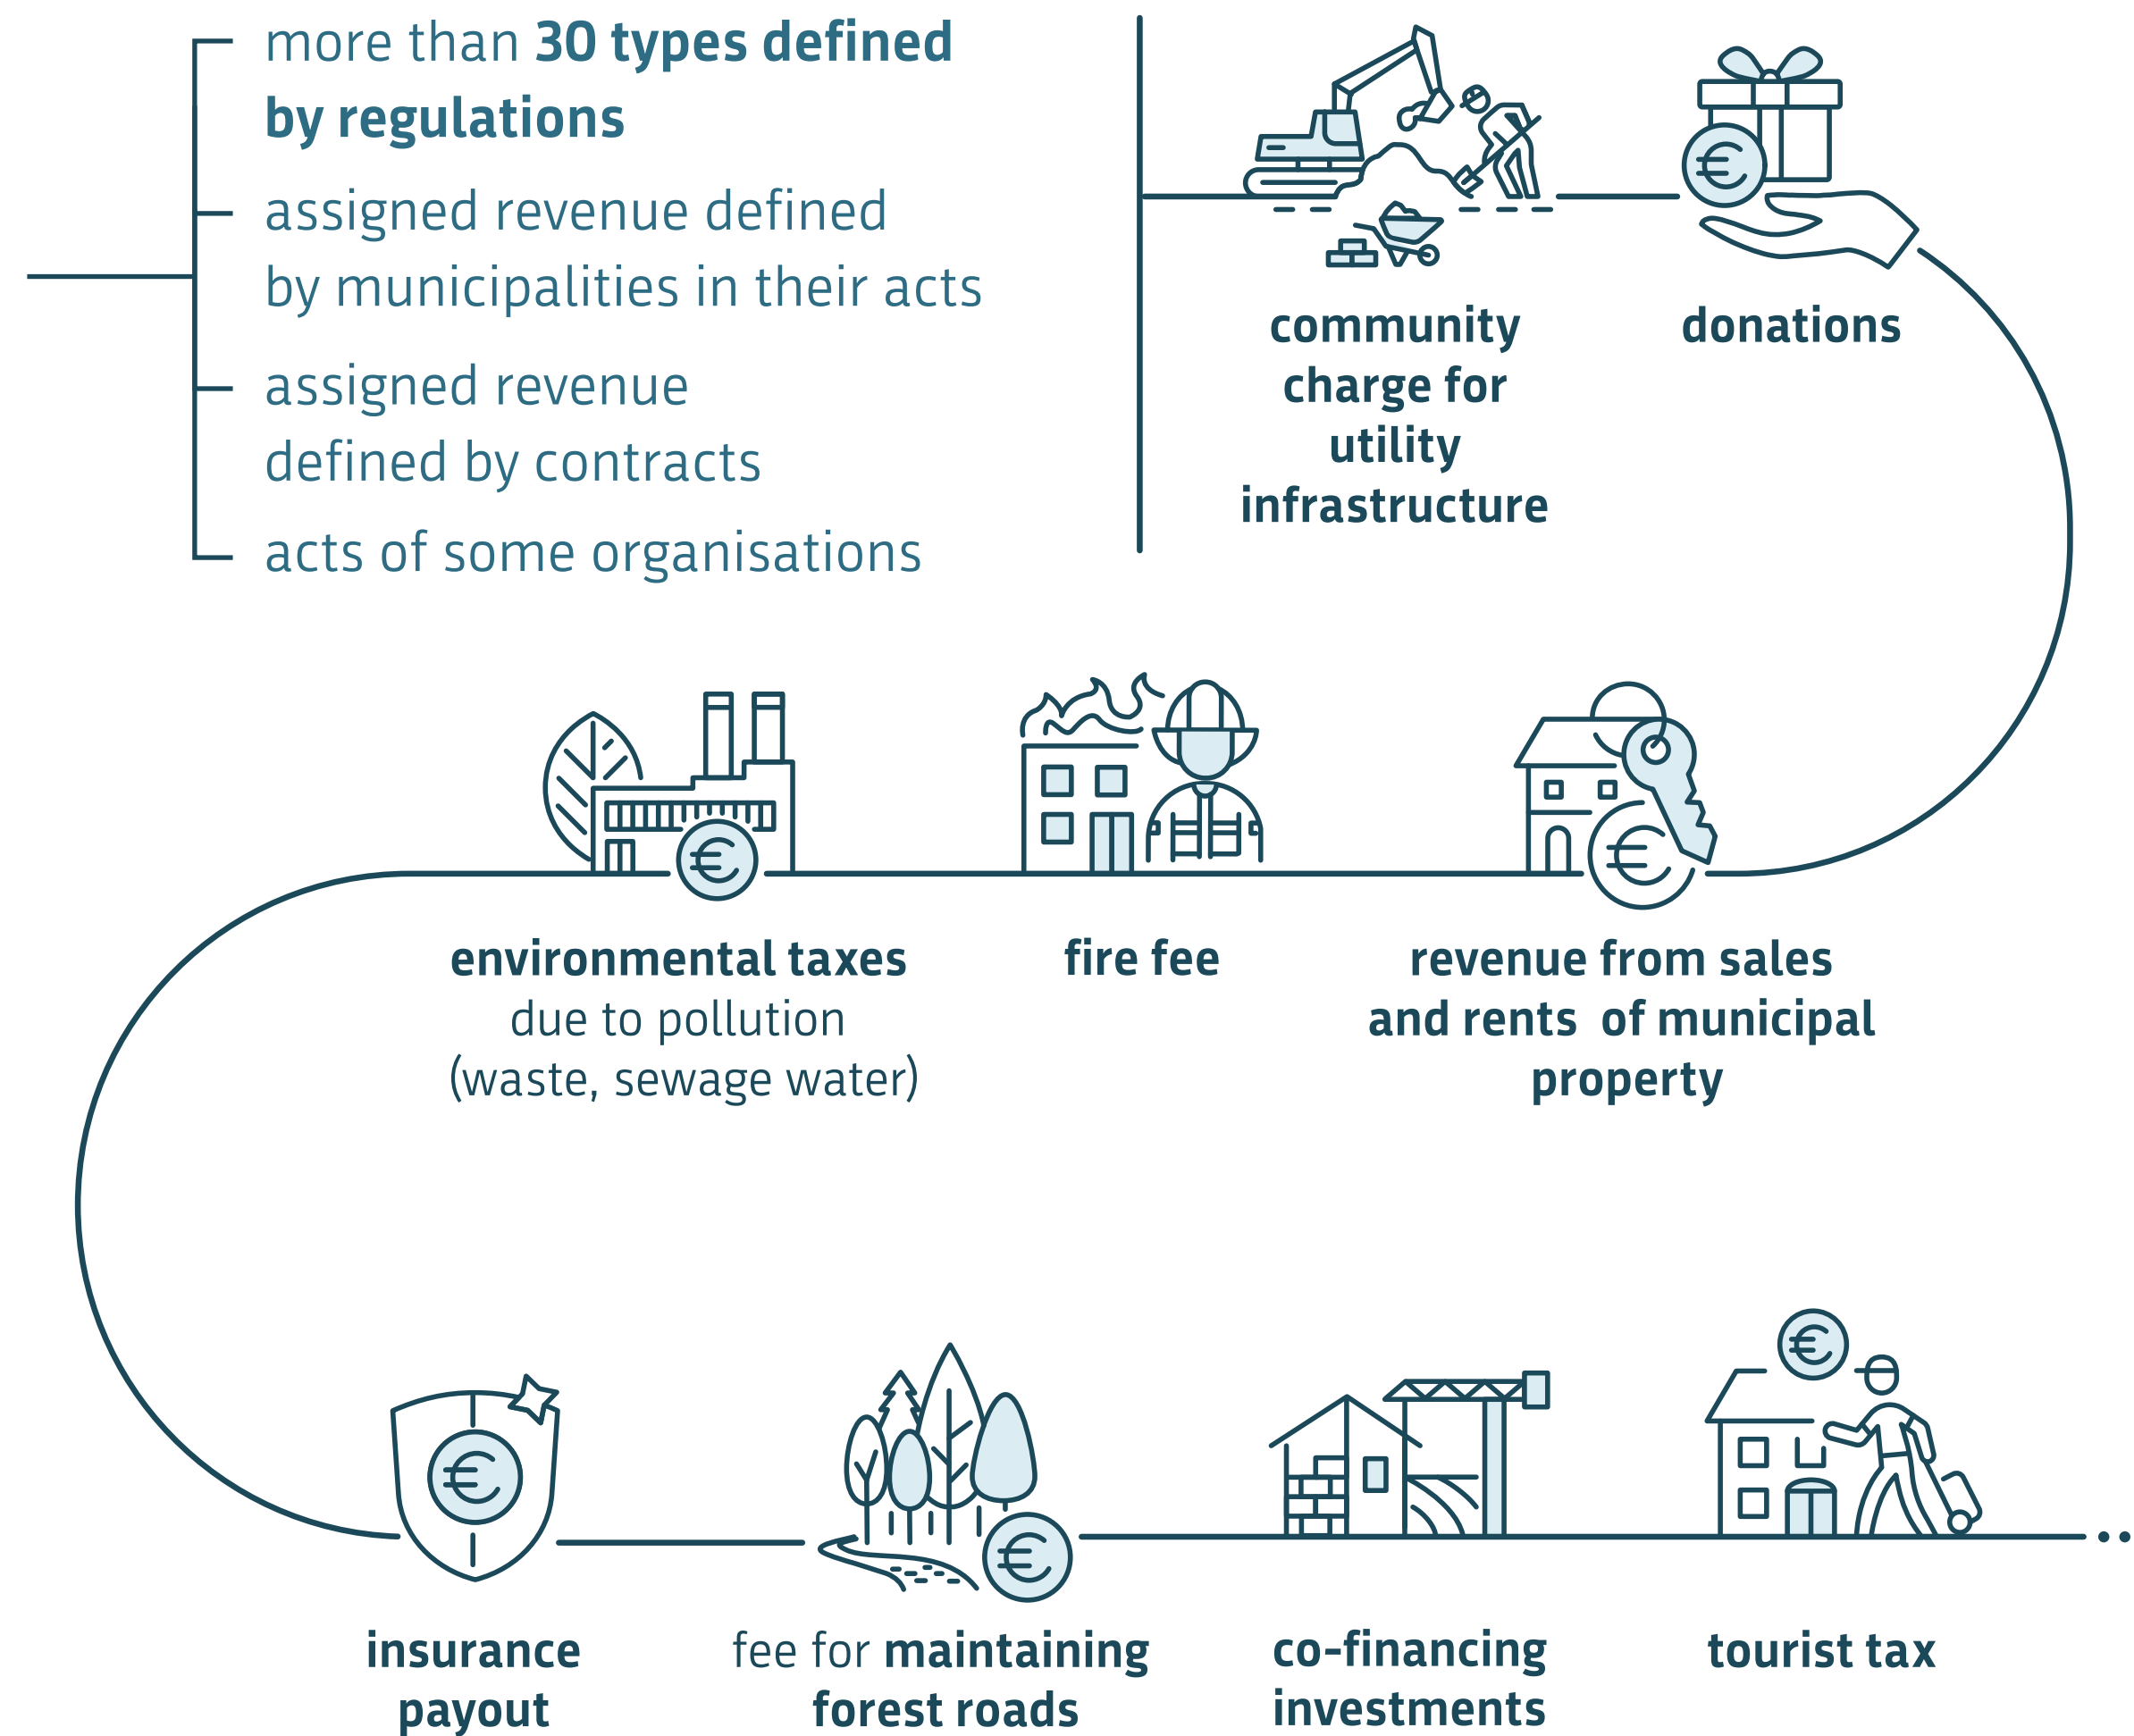 more than 30 types defined
by regulations
assigned revenue defined
by municipalities in their acts
assigned revenue
defined by contracts
acts of some organisations
community
charge for
utility
infrastructure
donations
environmental taxes
due to pollution
(waste, sewage water)
fire fee
revenue from sales
and rents of municipal
property
insurance
payout
fee for maintaining
forest roads
co-financing
investments
tourist tax